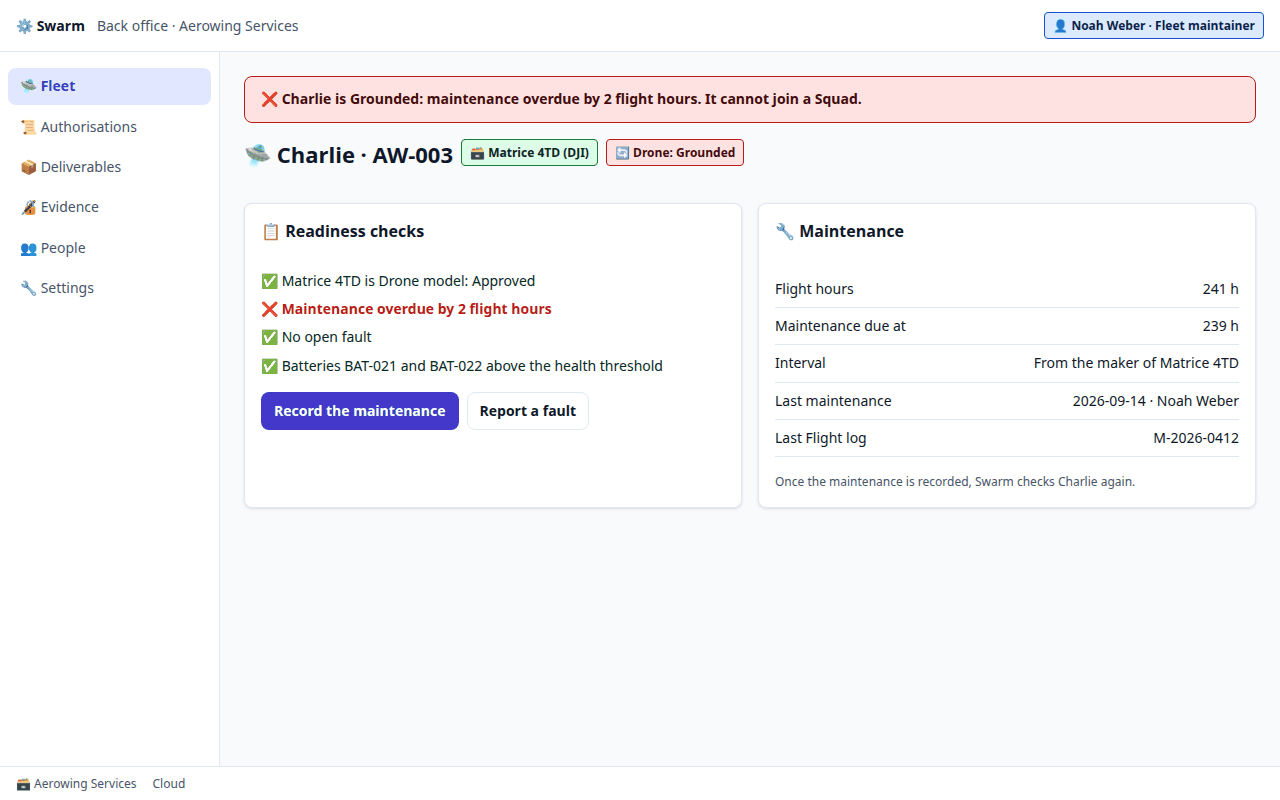 ⚙️ Swarm Back office · Aerowing Services
👤 Noah Weber · Fleet maintainer
🛸 Fleet
📜 Authorisations
📦 Deliverables
🔏 Evidence
👥 People
🔧 Settings
❌ Charlie is Grounded: maintenance overdue by 2 flight hours. It cannot join a Squad.
🛸 Charlie · AW-003
🗃️ Matrice 4TD (DJI)
🔄 Drone: Grounded
📋 Readiness checks
✅ Matrice 4TD is Drone model: Approved
❌ Maintenance overdue by 2 flight hours
✅ No open fault
✅ Batteries BAT-021 and BAT-022 above the health threshold
Record the maintenance
Report a fault
🔧 Maintenance
Flight hours 241 h
Maintenance due at 239 h
Interval From the maker of Matrice 4TD
Last maintenance 2026-09-14 · Noah Weber
Last Flight log M-2026-0412
Once the maintenance is recorded, Swarm checks Charlie again.
🗃️ Aerowing Services Cloud